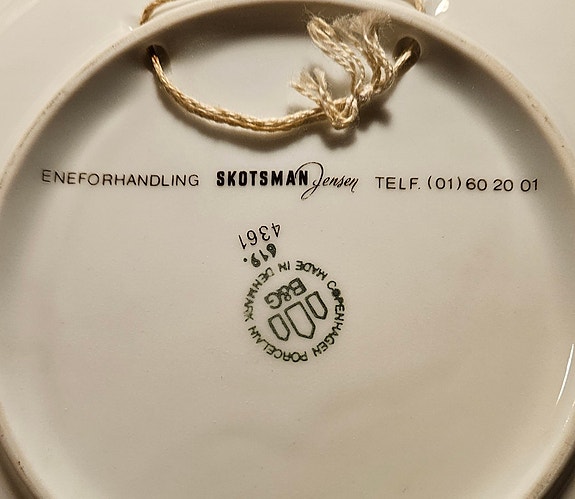 ENEFORHANDLING SKOTSMAN Jensen TELF. (01) 60 20 01
4361
619.
B&G
COPENHAGEN PORCELAIN MADE IN DENMARK